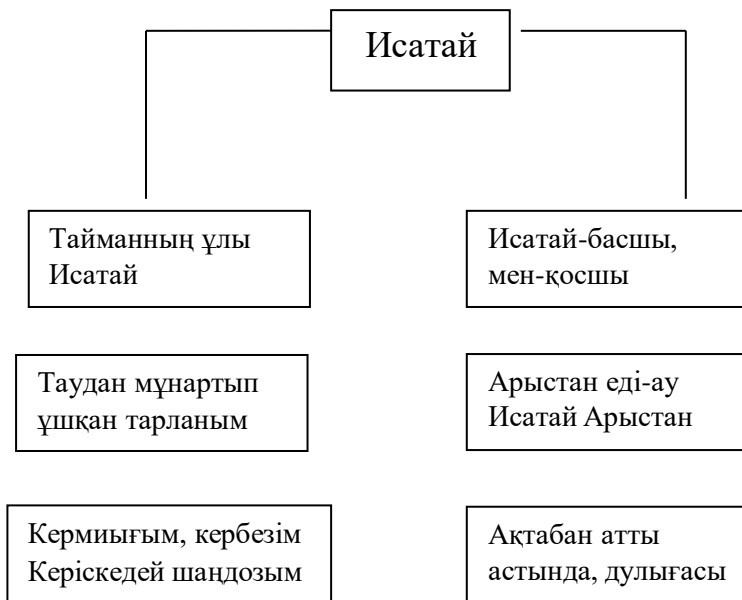 Исатай
Тайманның ұлы
Исатай
Исатай-басшы,
мен-қосшы
Таудан мұнартып
ұшқан тарланым
Арыстан еді-ау
Исатай Арыстан
Кермиығым, кербезім
Керіскедей шаңдозым
Ақтабан атты
астында, дулығасы